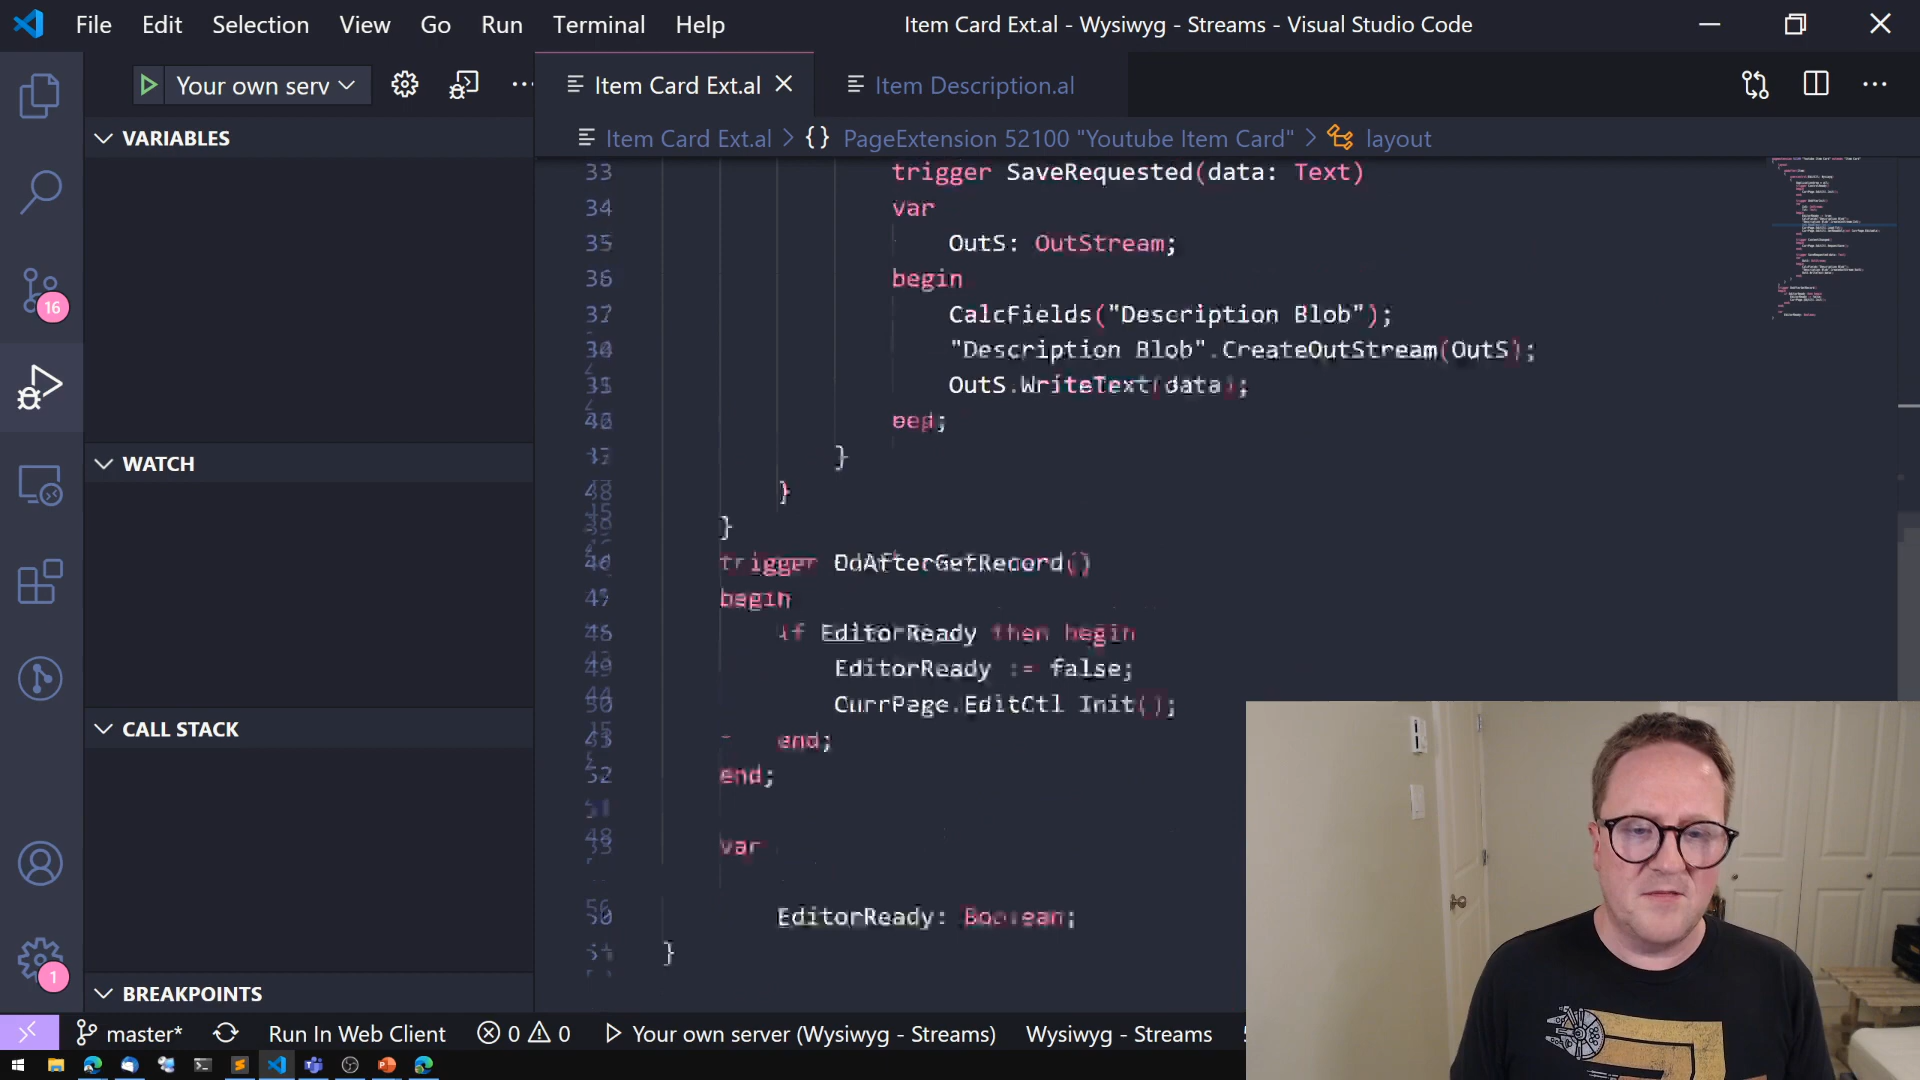 File Edit Selection View Go Run Terminal Help
Item Card Ext.al - Wysiwyg - Streams - Visual Studio Code
Your own serv
Item Card Ext.al
Item Description.al
VARIABLES
Item Card Ext.al > {} PageExtension 52100 "Youtube Item Card" > layout
33 trigger SaveRequested(data: Text)
34 var
35 OutS: OutStream;
36 begin
CalcFields("Description Blob");
"Description Blob".CreateOutStream(OutS);
OutS.WriteText(data);
}
WATCH
}
}
trigger OnAfterGetRecord()
begin
if EditorReady then begin
EditorReady := false;
CurrPage.EditCtl.Init();
CALL STACK
end;
52 end;
var
EditorReady: Boolean;
}
BREAKPOINTS
16
1
master*
Run In Web Client
0
0
Your own server (Wysiwyg - Streams)
Wysiwyg - Streams